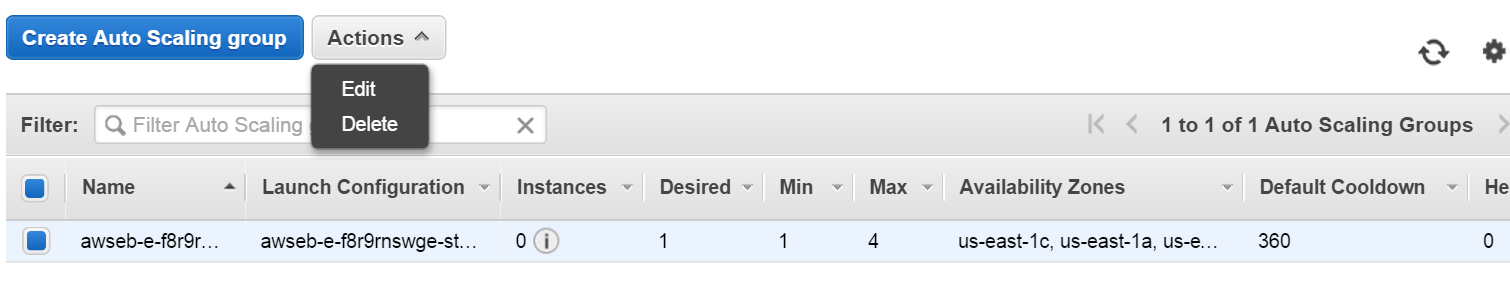 Create Auto Scaling group Actions
Edit
Delete
Filter: Filter Auto Scaling 1 to 1 of 1 Auto Scaling Groups
Name Launch Configuration Instances Desired Min Max Availability Zones Default Cooldown He
awseb-e-f8r9r... awseb-e-f8r9rnswge-st... 0 i 1 1 4 us-east-1c, us-east-1a, us-e... 360 0